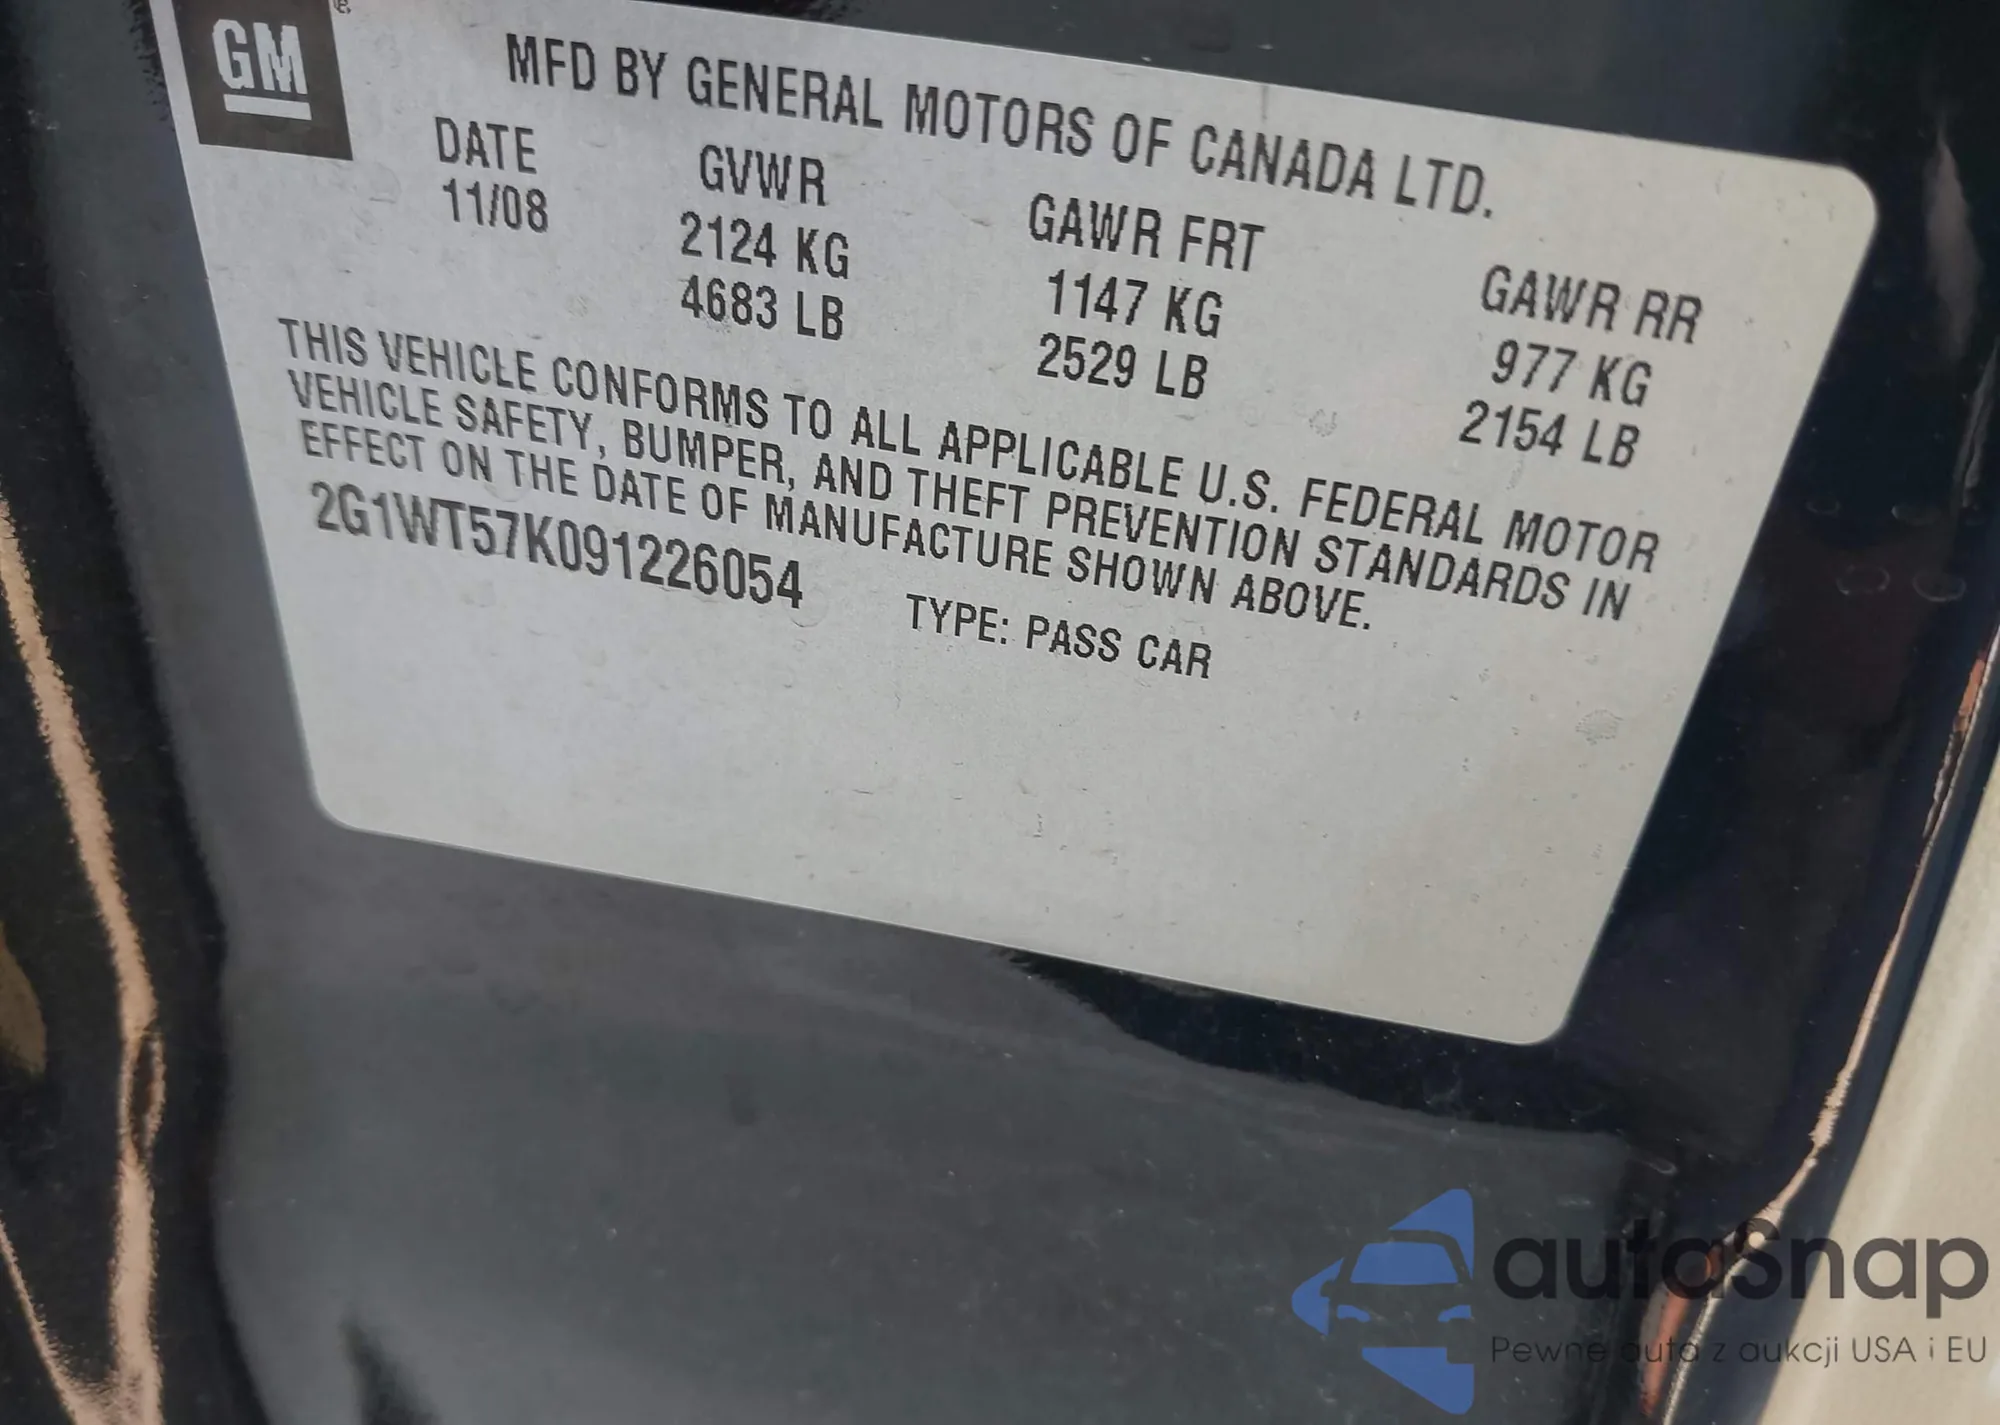 GM
MFD BY GENERAL MOTORS OF CANADA LTD.
DATE GVWR GAWR FRT GAWR RR
11/08 2124 KG 1147 KG 977 KG
4683 LB 2529 LB 2154 LB
THIS VEHICLE CONFORMS TO ALL APPLICABLE U.S. FEDERAL MOTOR
VEHICLE SAFETY, BUMPER, AND THEFT PREVENTION STANDARDS IN
EFFECT ON THE DATE OF MANUFACTURE SHOWN ABOVE.
2G1WT57K091226054 TYPE: PASS CAR
autoSnap
Pewne auto z aukcji USA i EU